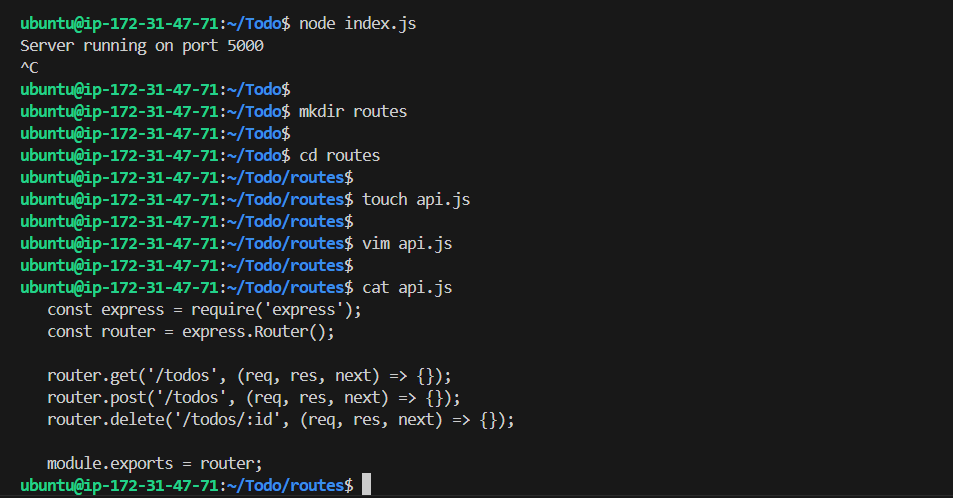 ubuntu@ip-172-31-47-71:~/Todo$ node index.js
Server running on port 5000
^C
ubuntu@ip-172-31-47-71:~/Todo$
ubuntu@ip-172-31-47-71:~/Todo$ mkdir routes
ubuntu@ip-172-31-47-71:~/Todo$
ubuntu@ip-172-31-47-71:~/Todo$ cd routes
ubuntu@ip-172-31-47-71:~/Todo/routes$
ubuntu@ip-172-31-47-71:~/Todo/routes$ touch api.js
ubuntu@ip-172-31-47-71:~/Todo/routes$
ubuntu@ip-172-31-47-71:~/Todo/routes$ vim api.js
ubuntu@ip-172-31-47-71:~/Todo/routes$
ubuntu@ip-172-31-47-71:~/Todo/routes$ cat api.js
   const express = require('express');
   const router = express.Router();

   router.get('/todos', (req, res, next) => {});
   router.post('/todos', (req, res, next) => {});
   router.delete('/todos/:id', (req, res, next) => {});

   module.exports = router;
ubuntu@ip-172-31-47-71:~/Todo/routes$